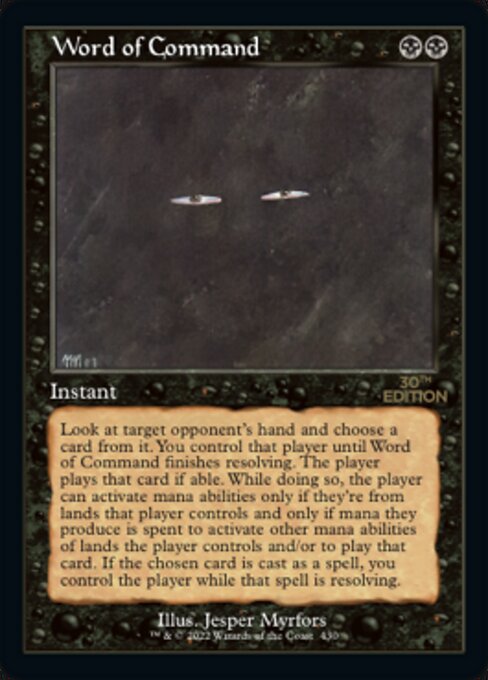 Word of Command
30TH
EDITION
Instant
Look at target opponent's hand and choose a
card from it. You control that player until Word
of Command finishes resolving. The player
plays that card if able. While doing so, the player
can activate mana abilities only if they're from
lands that player controls and only if mana they
produce is spent to activate other mana abilities
of lands the player controls and/or to play that
card. If the chosen card is cast as a spell, you
control the player while that spell is resolving.
Illus. Jesper Myrfors
™ & © 2022 Wizards of the Coast 430